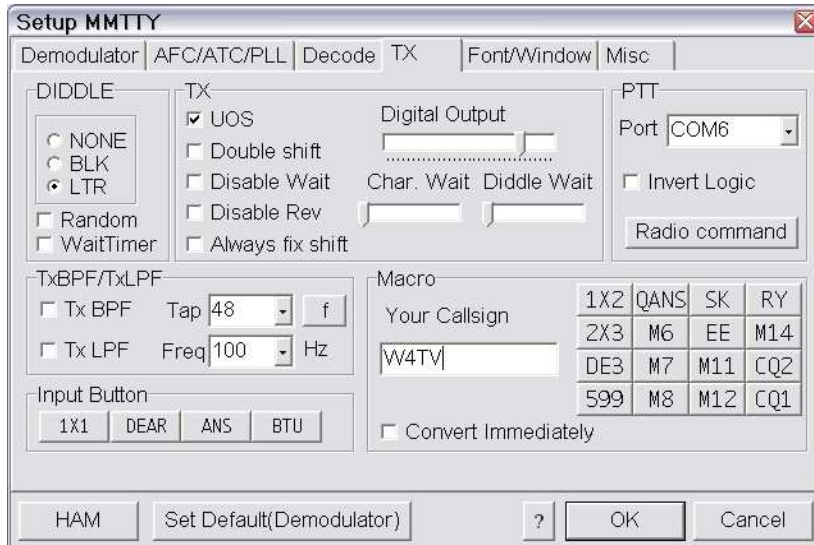 Setup MMTTY
Demodulator AFC/ATC/PLL Decode TX Font/Window Misc
DIDDLE
NONE
BLK
LTR
Random
WaitTimer
TX
UOS
Double shift
Disable Wait
Disable Rev
Always fix shift
Digital Output
Char. Wait Diddle Wait
PTT
Port COM6
Invert Logic
Radio command
TxBPF/TxLPF
Tx BPF Tap 48 f
Tx LPF Freq 100 Hz
Input Button
1X1 DEAR ANS BTU
Macro
Your Callsign
W4TV
Convert Immediately
1X2 QANS SK RY
2X3 M6 EE M14
DE3 M7 M11 CQ2
599 M8 M12 CQ1
HAM Set Default(Demodulator) ? OK Cancel